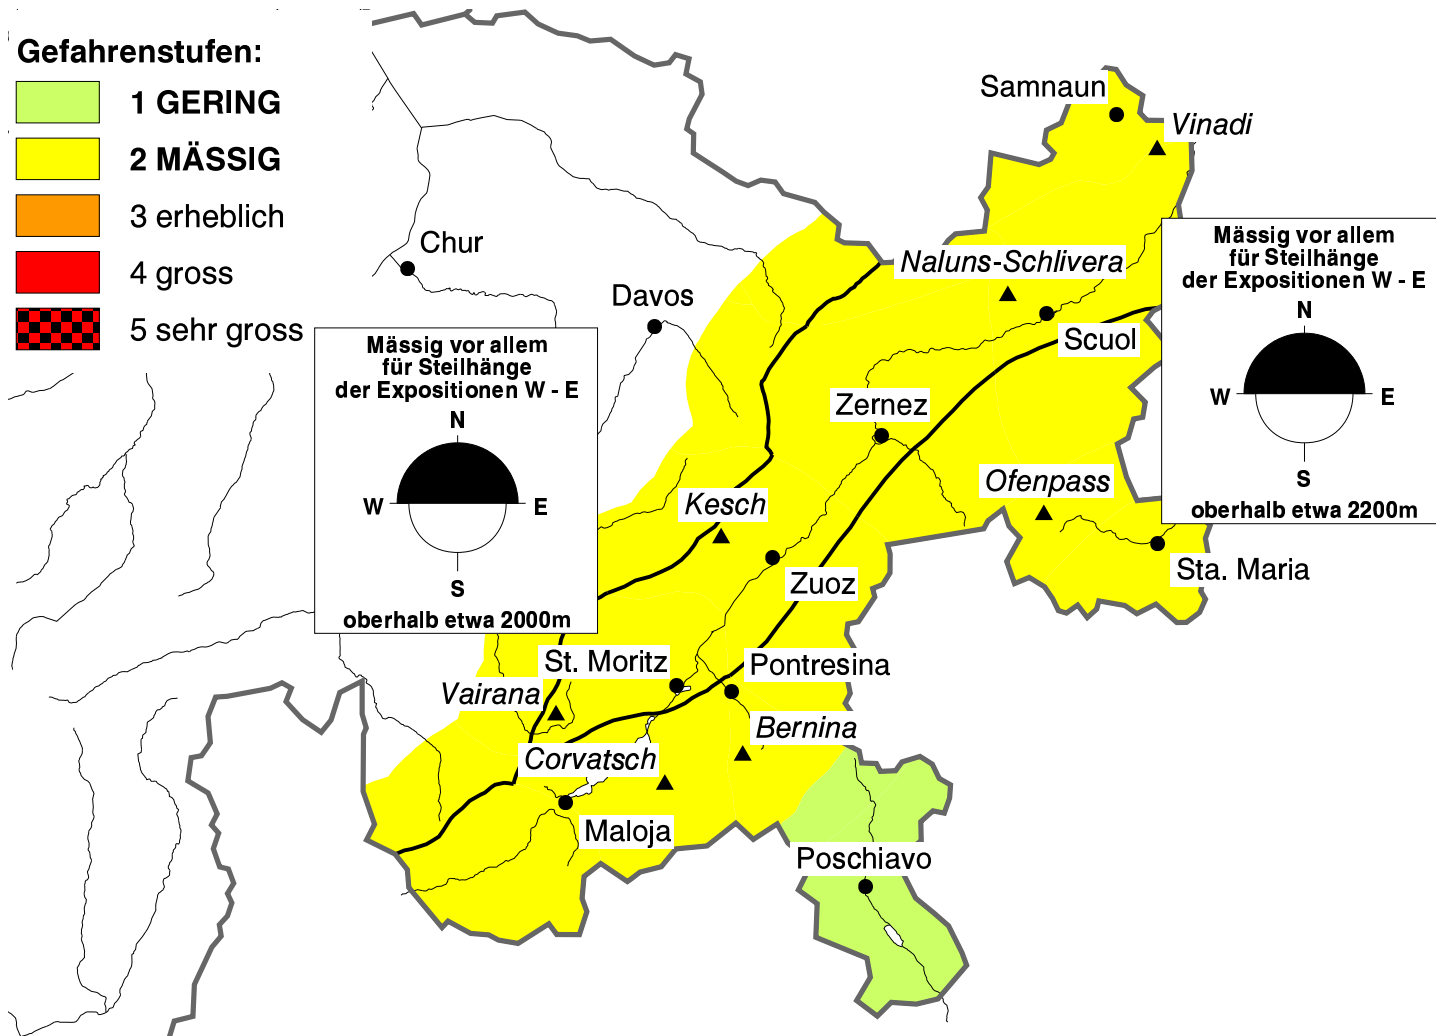 Gefahrenstufen:
1 GERING
2 MÄSSIG
3 erheblich
4 gross
5 sehr gross
Samnaun
Vinadi
Chur
Davos
Naluns-Schlivera
Scuol
Zernez
Ofenpass
Kesch
Zuoz
Sta. Maria
St. Moritz
Pontresina
Vairana
Bernina
Corvatsch
Maloja
Poschiavo
Mässig vor allem
für Steilhänge
der Expositionen W - E
N
W
E
S
oberhalb etwa 2000m
Mässig vor allem
für Steilhänge
der Expositionen W - E
N
W
E
S
oberhalb etwa 2200m